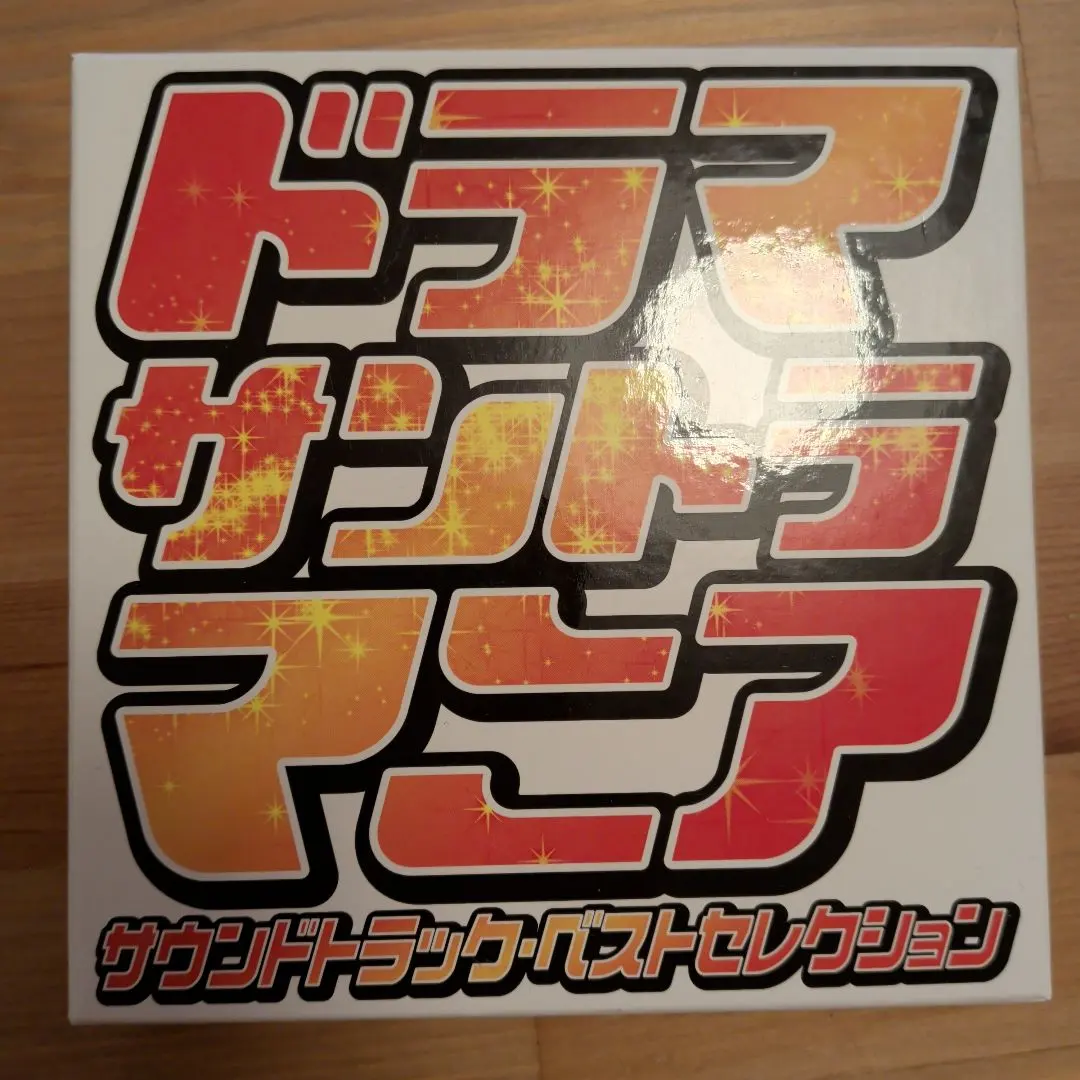 ドラマ
サントラ
マニア
サウンドトラック・ベストセレクション